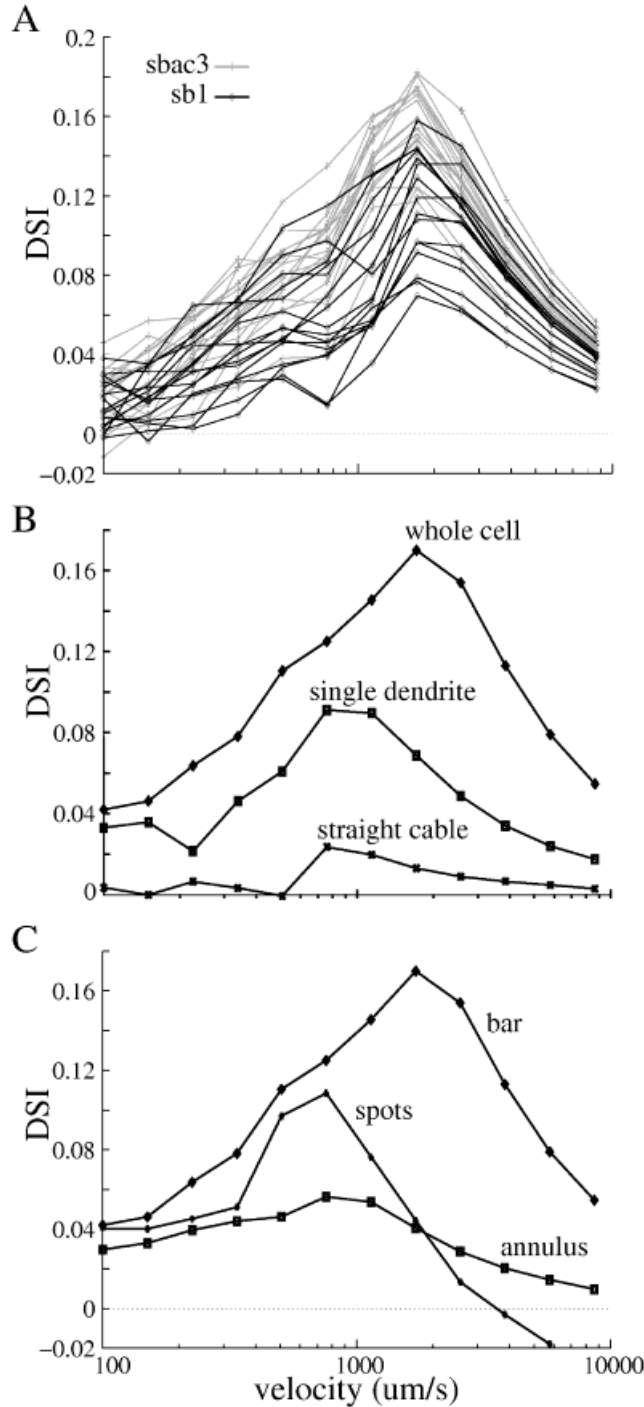 A
0.2
sbac3
sb1
0.16
0.12
DSI
0.08
0.04
0
−0.02
B
whole cell
0.16
0.12
DSI
single dendrite
0.08
0.04
straight cable
0
C
0.16
bar
0.12
spots
DSI
0.08
0.04
annulus
0
−0.02
100 1000 10000
velocity (um/s)